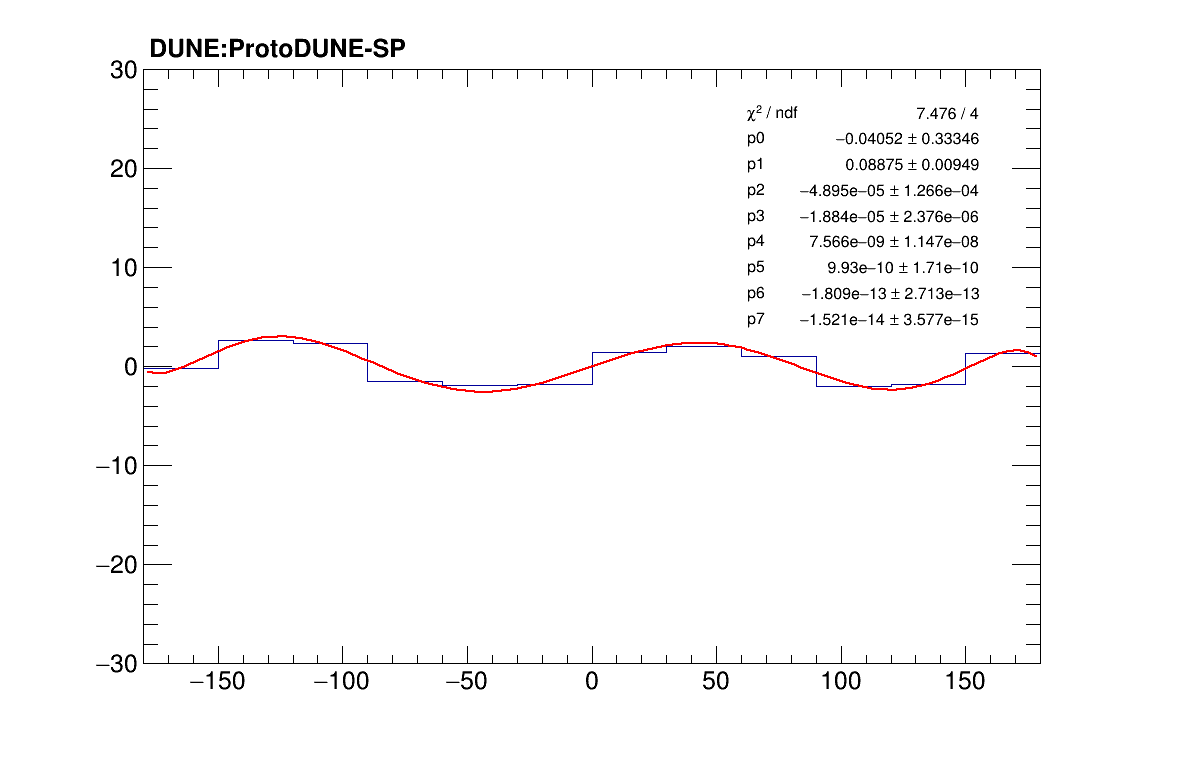 DUNE:ProtoDUNE-SP
30
χ² / ndf 7.476 / 4
p0 −0.04052 ± 0.33346
p1 0.08875 ± 0.00949
20
p2 −4.895e−05 ± 1.266e−04
p3 −1.884e−05 ± 2.376e−06
p4 7.566e−09 ± 1.147e−08
10
p5 9.93e−10 ± 1.71e−10
p6 −1.809e−13 ± 2.713e−13
p7 −1.521e−14 ± 3.577e−15
0
−10
−20
−30
−150 −100 −50 0 50 100 150